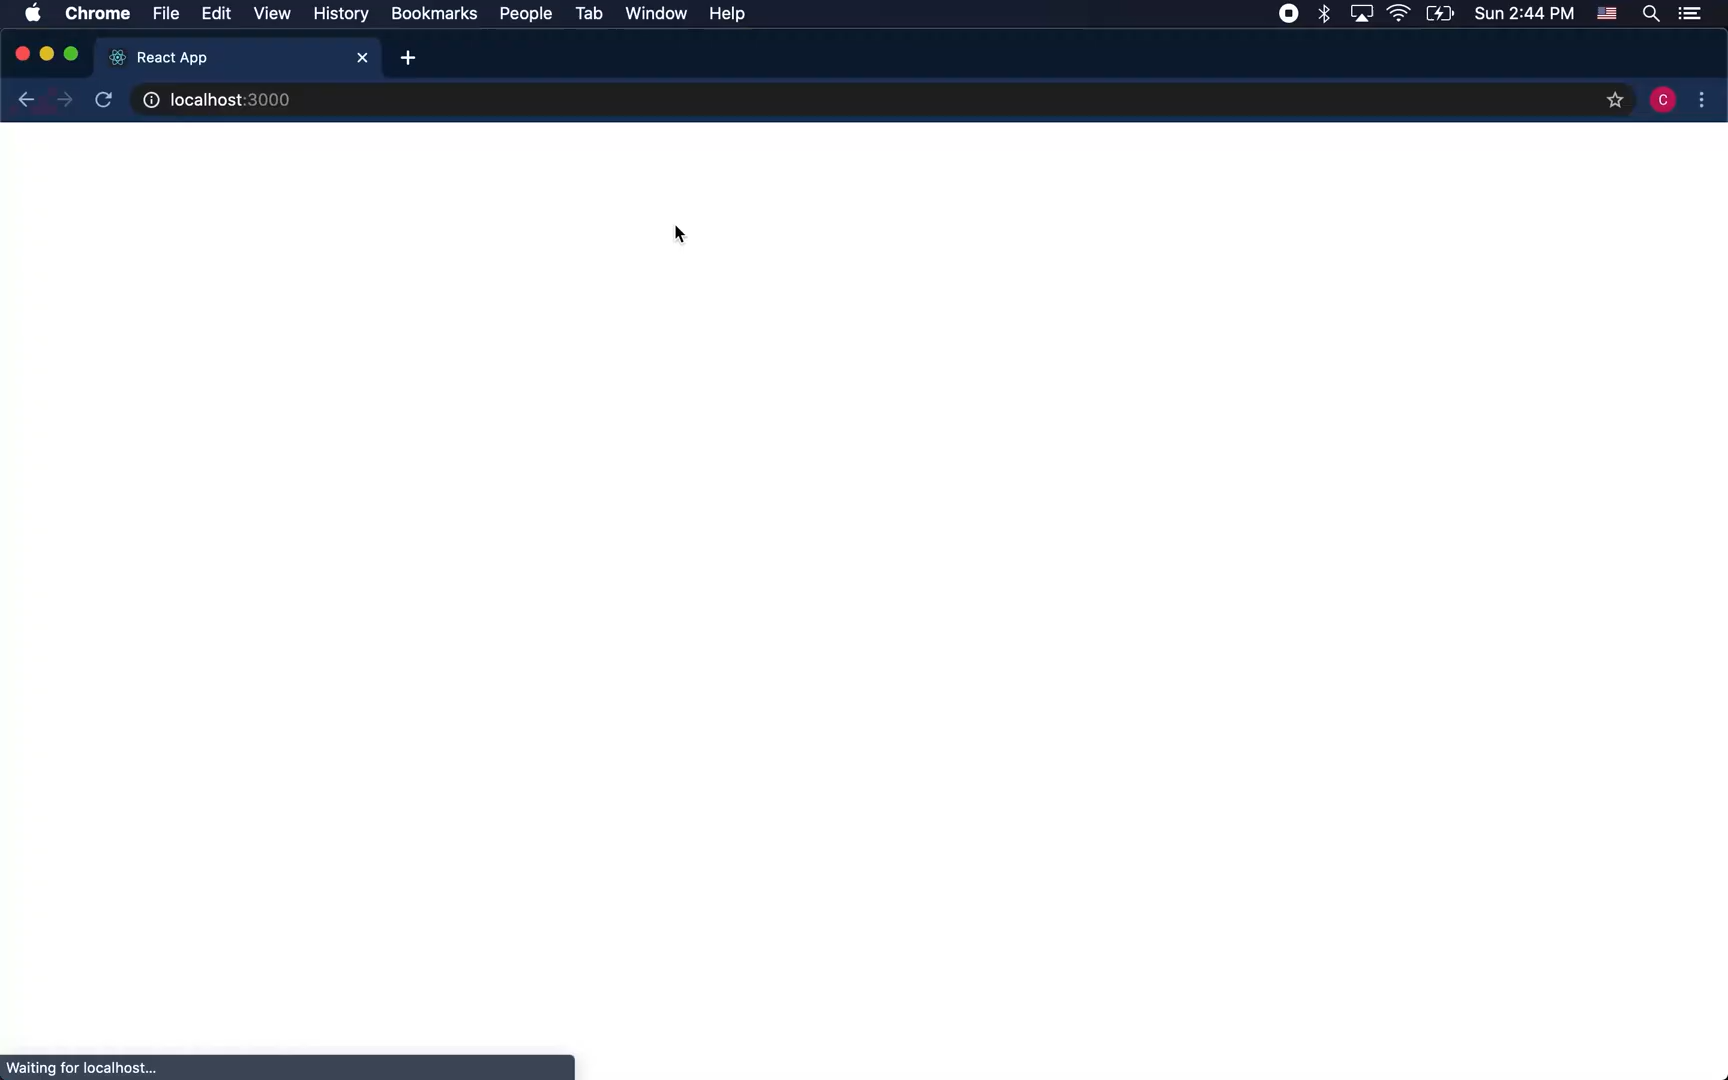 Chrome File Edit View History Bookmarks People Tab Window Help Sun 2:44 PM
React App
localhost:3000 C
Waiting for localhost...